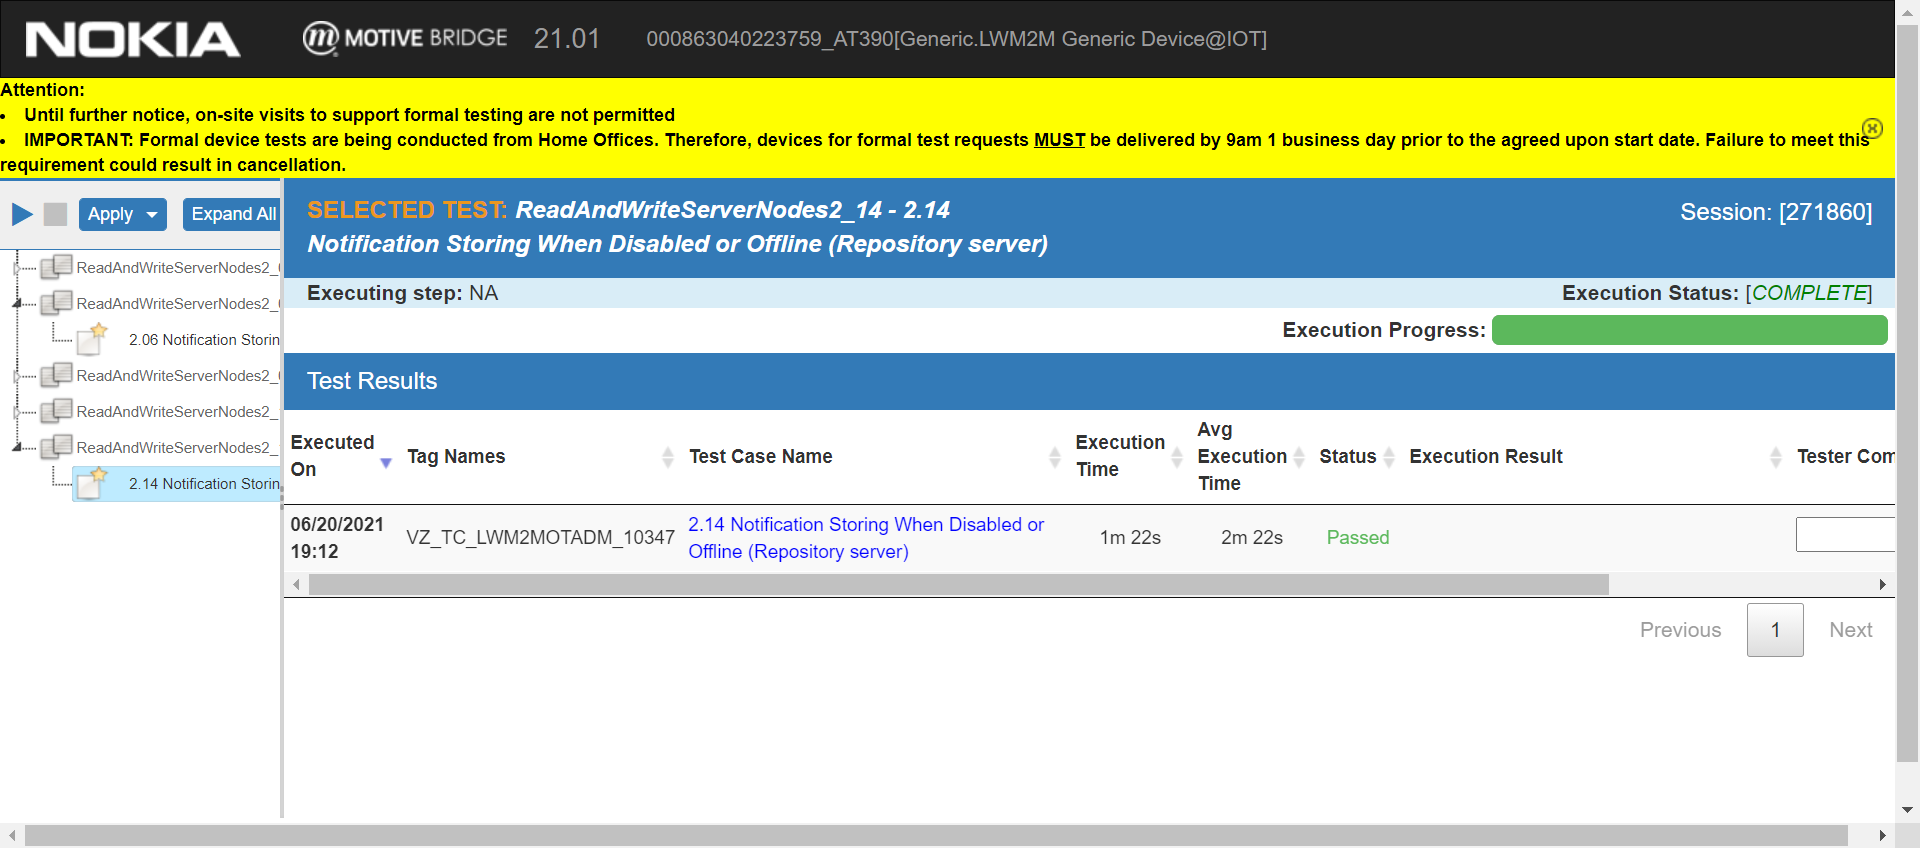 NOKIA MOTIVE BRIDGE 21.01 000863040223759_AT390[Generic.LWM2M Generic Device@IOT]
Attention:
• Until further notice, on-site visits to support formal testing are not permitted
• IMPORTANT: Formal device tests are being conducted from Home Offices. Therefore, devices for formal test requests MUST be delivered by 9am 1 business day prior to the agreed upon start date. Failure to meet this
requirement could result in cancellation.
Apply Expand All
ReadAndWriteServerNodes2_
ReadAndWriteServerNodes2_
2.06 Notification Storin
ReadAndWriteServerNodes2_
ReadAndWriteServerNodes2_
ReadAndWriteServerNodes2_
2.14 Notification Storin
SELECTED TEST: ReadAndWriteServerNodes2_14 - 2.14
Notification Storing When Disabled or Offline (Repository server)
Session: [271860]
Executing step: NA
Execution Status: [COMPLETE]
Execution Progress:
Test Results
Executed
On
Tag Names
Test Case Name
Execution
Time
Avg
Execution
Time
Status
Execution Result
Tester Com
06/20/2021
19:12
VZ_TC_LWM2MOTADM_10347
2.14 Notification Storing When Disabled or
Offline (Repository server)
1m 22s
2m 22s
Passed
Previous 1 Next